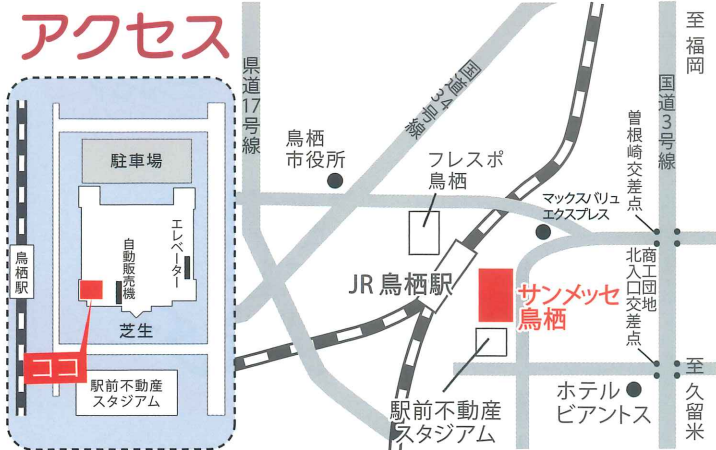 アクセス
駐車場
エレベーター
自動販売機
鳥栖駅
芝生
ココ
駅前不動産
スタジアム
県道17号線
国道4号線
至福岡
国道3号線
鳥栖
市役所
フレスポ
鳥栖
曽根崎交差点
マックスバリュ
エクスプレス
JR 鳥栖駅
サンメッセ
鳥栖
商工団地
北入口交差点
駅前不動産
スタジアム
ホテル
ビアントス
至久留米